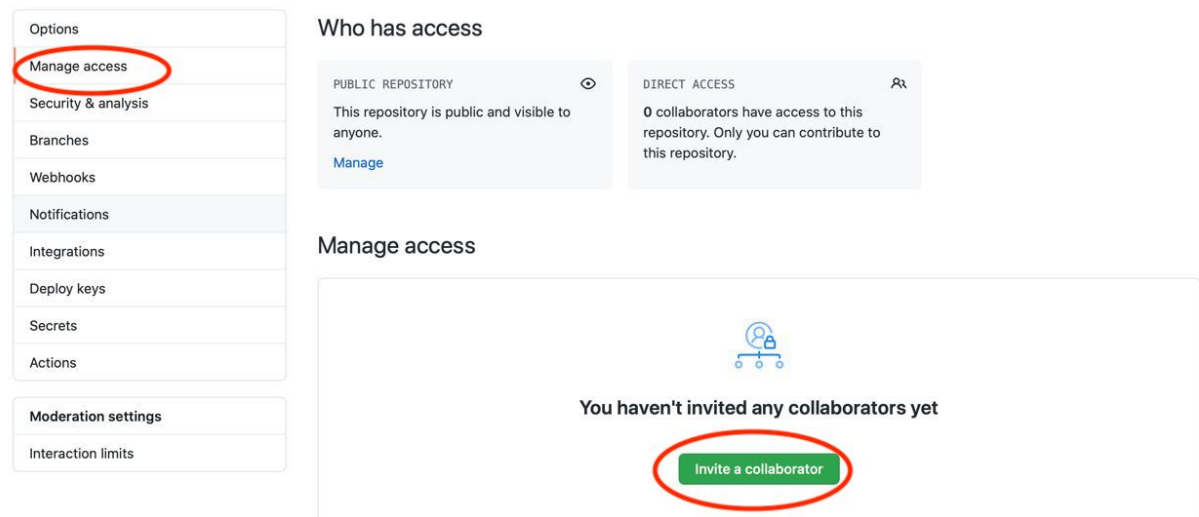 Options
Manage access
Security & analysis
Branches
Webhooks
Notifications
Integrations
Deploy keys
Secrets
Actions
Moderation settings
Interaction limits
Who has access
PUBLIC REPOSITORY
This repository is public and visible to
anyone.
Manage
DIRECT ACCESS
0 collaborators have access to this
repository. Only you can contribute to
this repository.
Manage access
You haven't invited any collaborators yet
Invite a collaborator